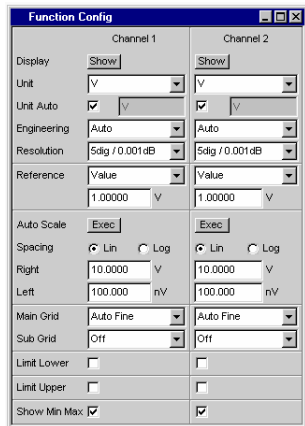 Function Config
Channel 1 Channel 2
Display Show Show
Unit V V
Unit Auto V V
Engineering Auto Auto
Resolution 5dig / 0.001dB 5dig / 0.001dB
Reference Value Value
1.00000 V 1.00000 V
Auto Scale Exec Exec
Spacing Lin Log Lin Log
Right 10.0000 V 10.0000 V
Left 100.000 nV 100.000 nV
Main Grid Auto Fine Auto Fine
Sub Grid Off Off
Limit Lower
Limit Upper
Show Min Max